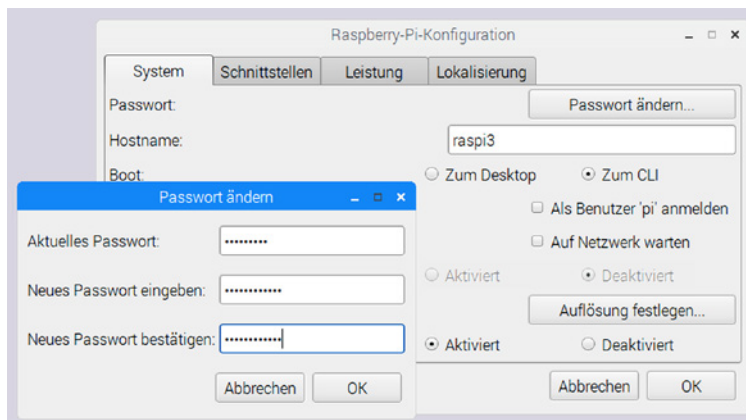 Raspberry-Pi-Konfiguration
System Schnittstellen Leistung Lokalisierung
Passwort: Passwort ändern...
Hostname: raspi3
Boot: Zum Desktop Zum CLI
Als Benutzer 'pi' anmelden
Auf Netzwerk warten
Aktiviert Deaktiviert
Auflösung festlegen...
Aktiviert Deaktiviert
Abbrechen OK
Passwort ändern
Aktuelles Passwort: •••••••••
Neues Passwort eingeben: ••••••••••••
Neues Passwort bestätigen: ••••••••••••
Abbrechen OK